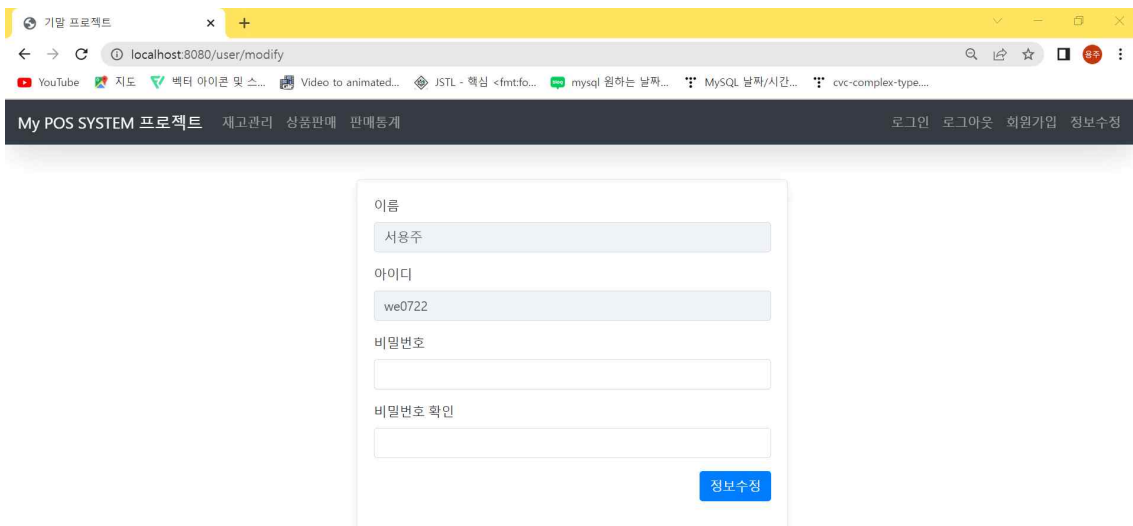 기말 프로젝트
localhost:8080/user/modify
용주
YouTube 지도 벡터 아이콘 및 스... Video to animated... JSTL - 핵심 <fmt:fo... mysql 원하는 날짜... MySQL 날짜/시간... cvc-complex-type....
My POS SYSTEM 프로젝트 재고관리 상품판매 판매통계 로그인 로그아웃 회원가입 정보수정
이름
서용주
아이디
we0722
비밀번호
비밀번호 확인
정보수정